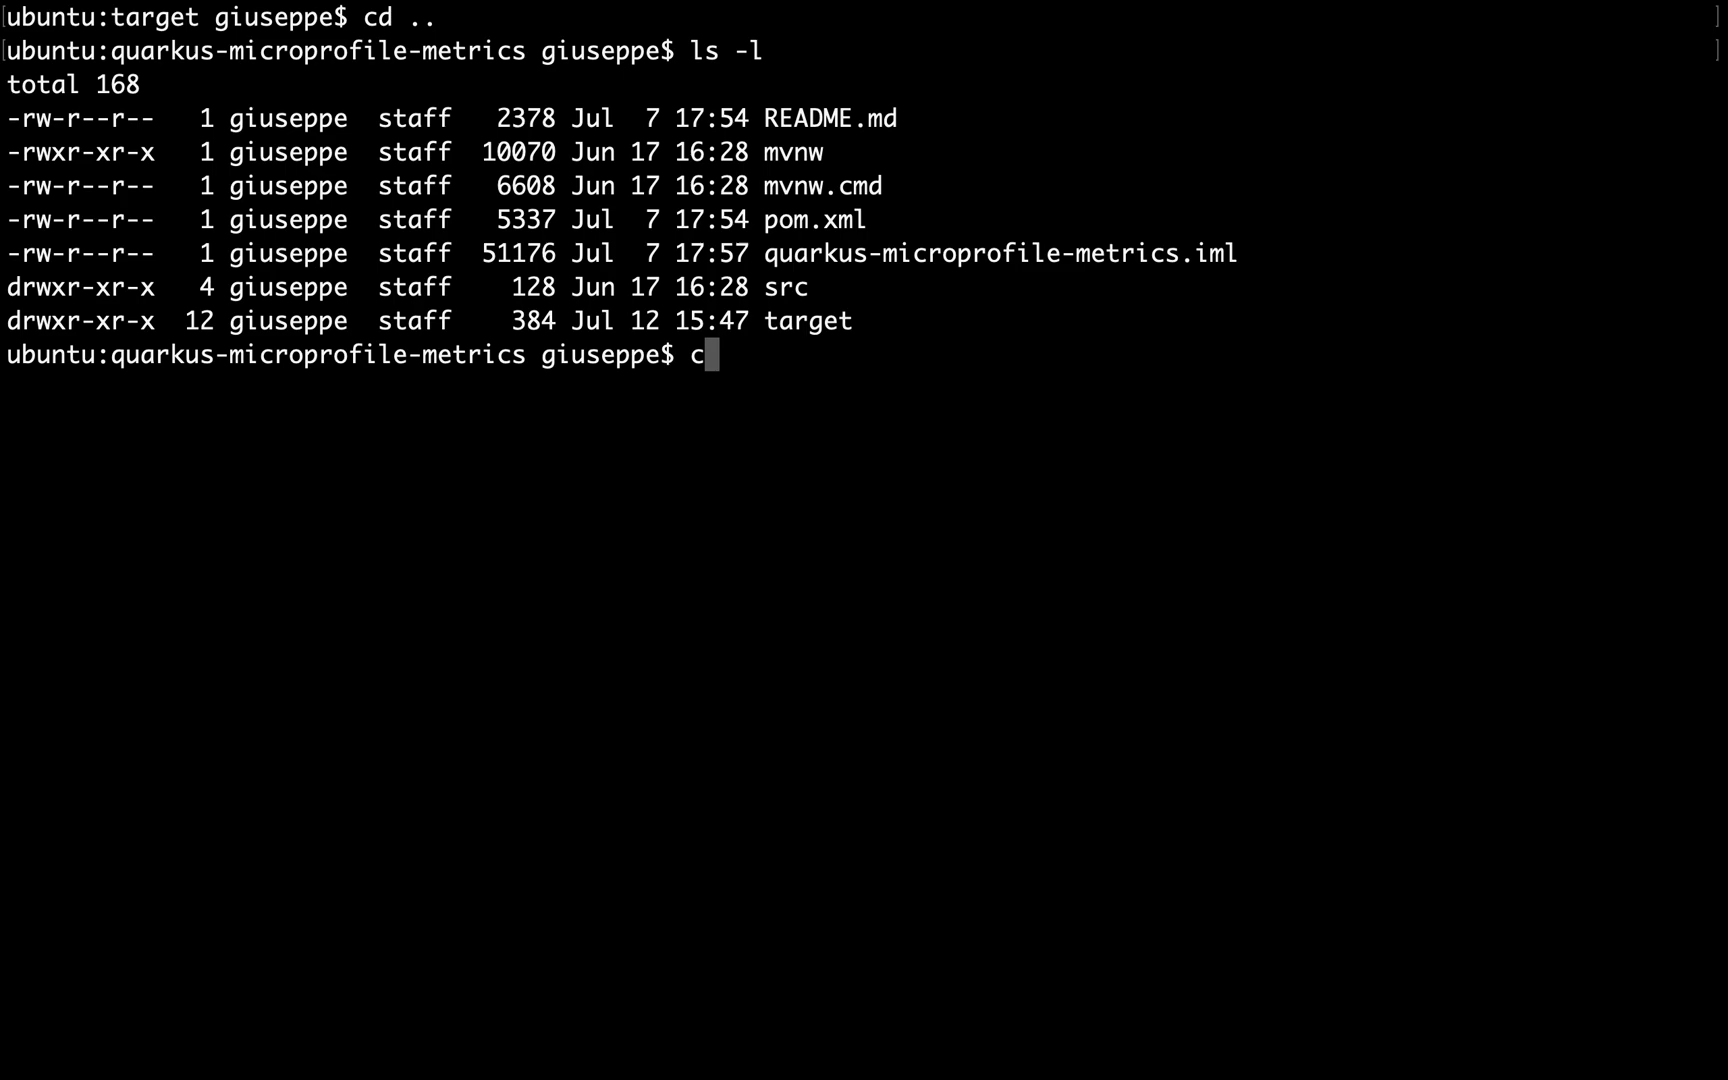 ubuntu:target giuseppe$ cd ..
ubuntu:quarkus-microprofile-metrics giuseppe$ ls -l
total 168
-rw-r--r--   1 giuseppe  staff   2378 Jul  7 17:54 README.md
-rwxr-xr-x   1 giuseppe  staff  10070 Jun 17 16:28 mvnw
-rw-r--r--   1 giuseppe  staff   6608 Jun 17 16:28 mvnw.cmd
-rw-r--r--   1 giuseppe  staff   5337 Jul  7 17:54 pom.xml
-rw-r--r--   1 giuseppe  staff  51176 Jul  7 17:57 quarkus-microprofile-metrics.iml
drwxr-xr-x   4 giuseppe  staff    128 Jun 17 16:28 src
drwxr-xr-x  12 giuseppe  staff    384 Jul 12 15:47 target
ubuntu:quarkus-microprofile-metrics giuseppe$ c